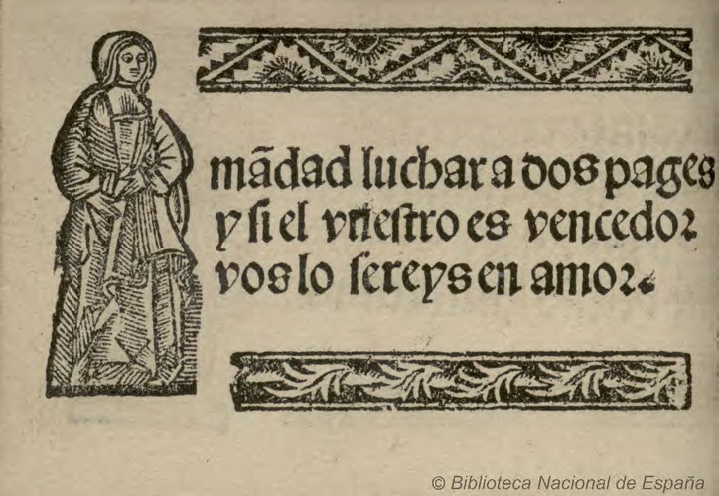 mãdad luchar a dos pages
y si el vuestro es vencedor
vos lo sereys en amor.
© Biblioteca Nacional de España